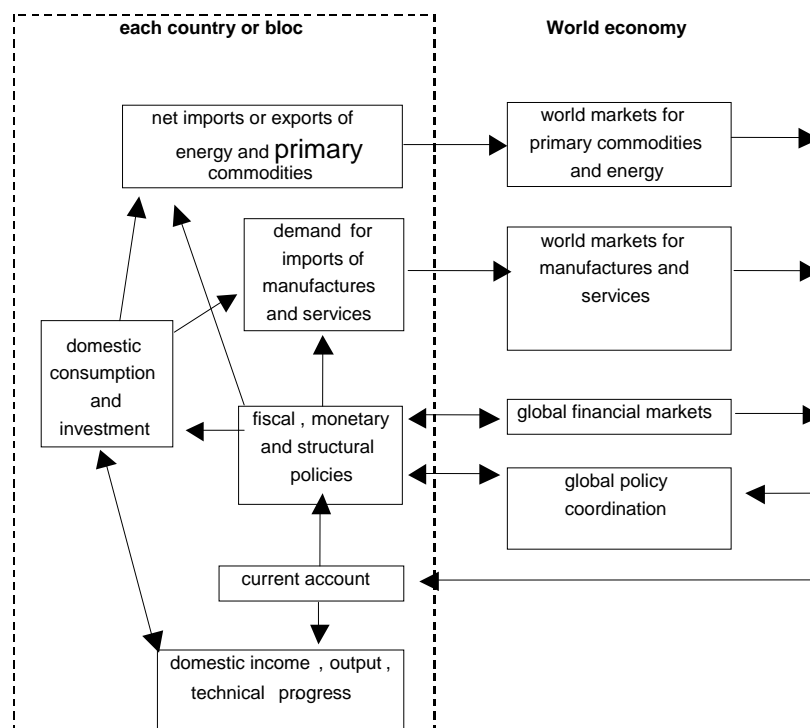 each country or bloc
World economy
net imports or exports of
energy and primary
commodities
world markets for
primary commodities
and energy
demand for
imports of
manufactures
and services
world markets for
manufactures and
services
domestic
consumption
and
investment
fiscal , monetary
and structural
policies
global financial markets
global policy
coordination
current account
domestic income , output ,
technical progress